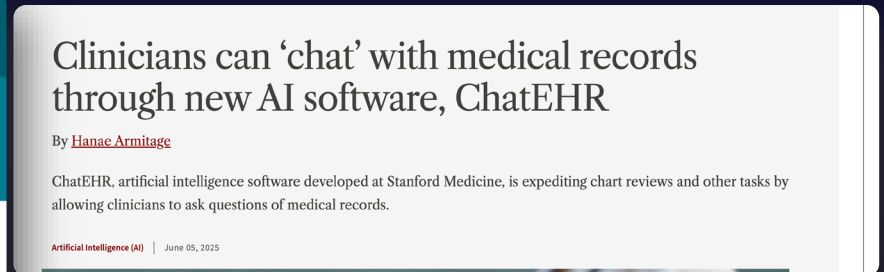 Clinicians can ‘chat’ with medical records
through new AI software, ChatEHR
By Hanae Armitage
ChatEHR, artificial intelligence software developed at Stanford Medicine, is expediting chart reviews and other tasks by
allowing clinicians to ask questions of medical records.
Artificial Intelligence (AI) | June 05, 2025